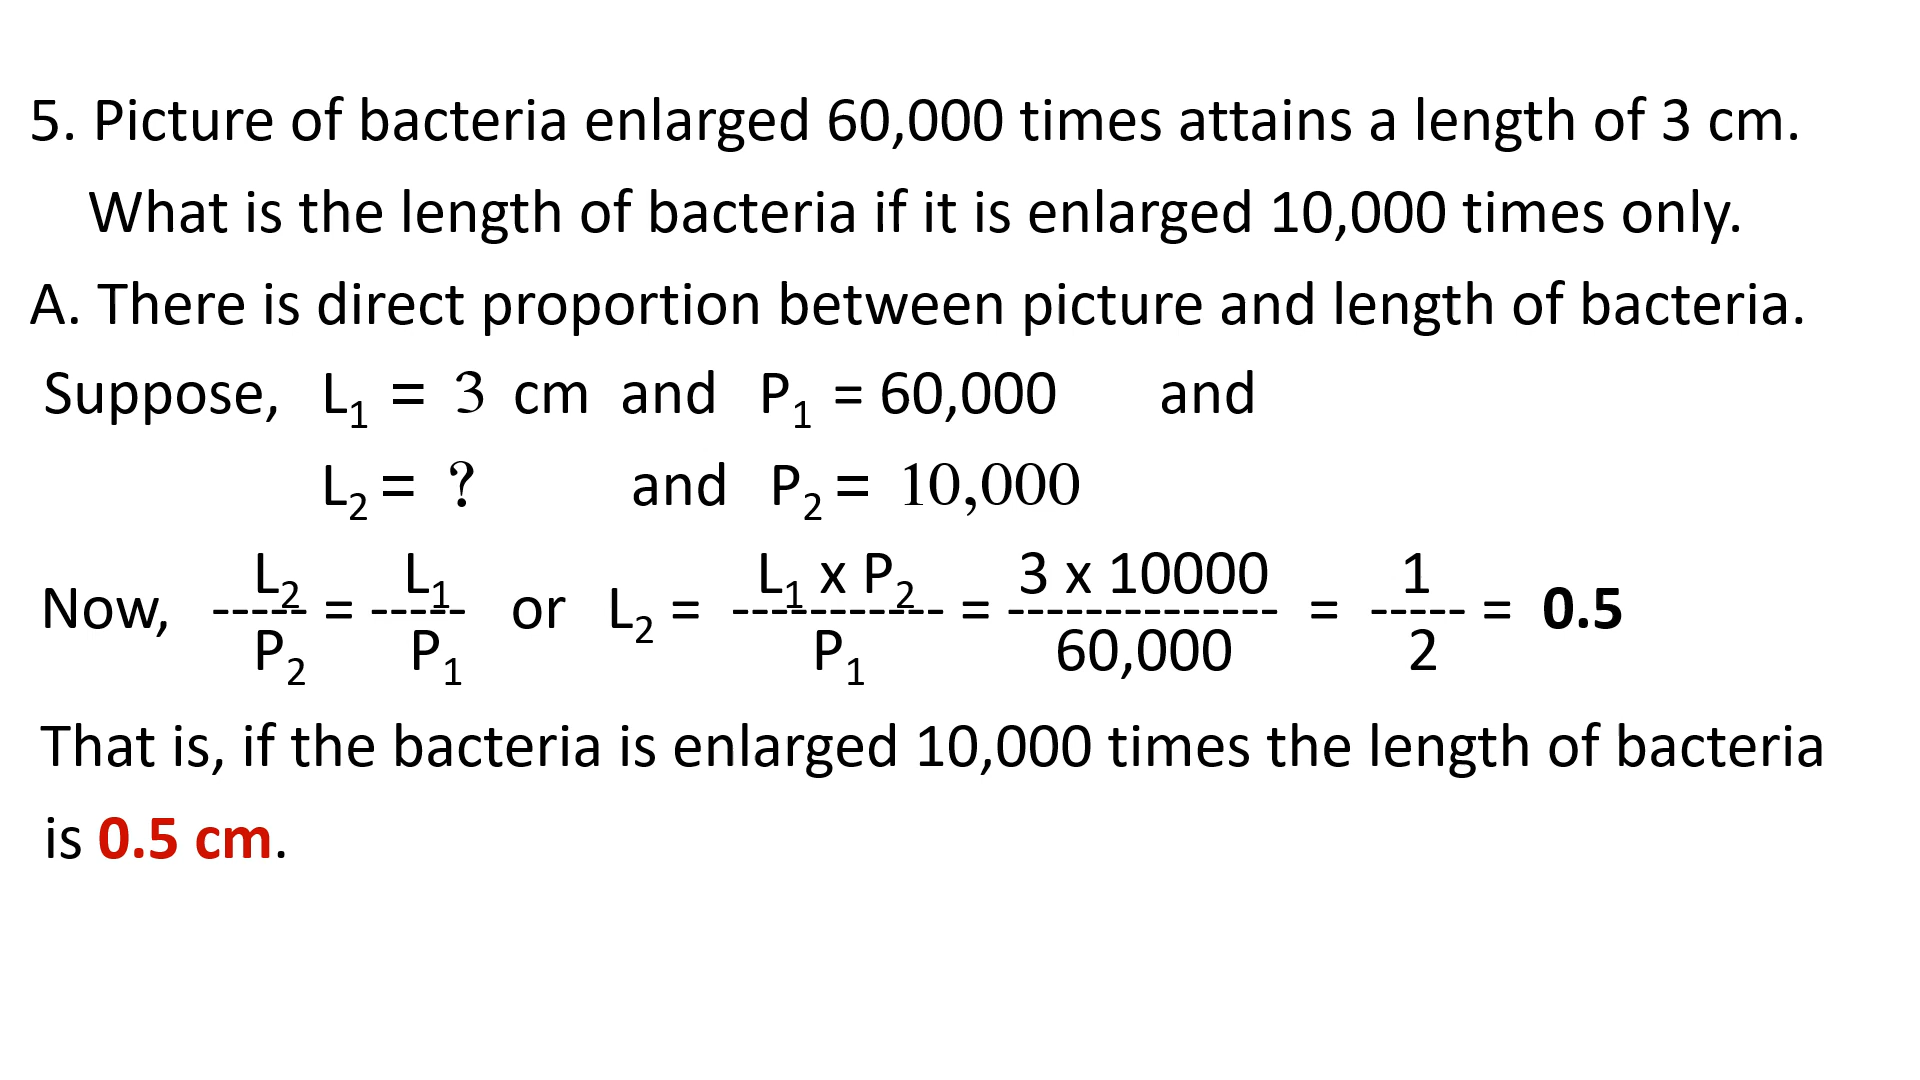 5. Picture of bacteria enlarged 60,000 times attains a length of 3 cm.
What is the length of bacteria if it is enlarged 10,000 times only.
A. There is direct proportion between picture and length of bacteria.
Suppose, L₁ = 3 cm and P₁ = 60,000 and
L₂ = ? and P₂ = 10,000
L₂ L₁ L₁ x P₂ 3 x 10000 1
Now, ----- = ----- or L₂ = ----------- = -------------- = ----- = 0.5
P₂ P₁ P₁ 60,000 2
That is, if the bacteria is enlarged 10,000 times the length of bacteria
is 0.5 cm.